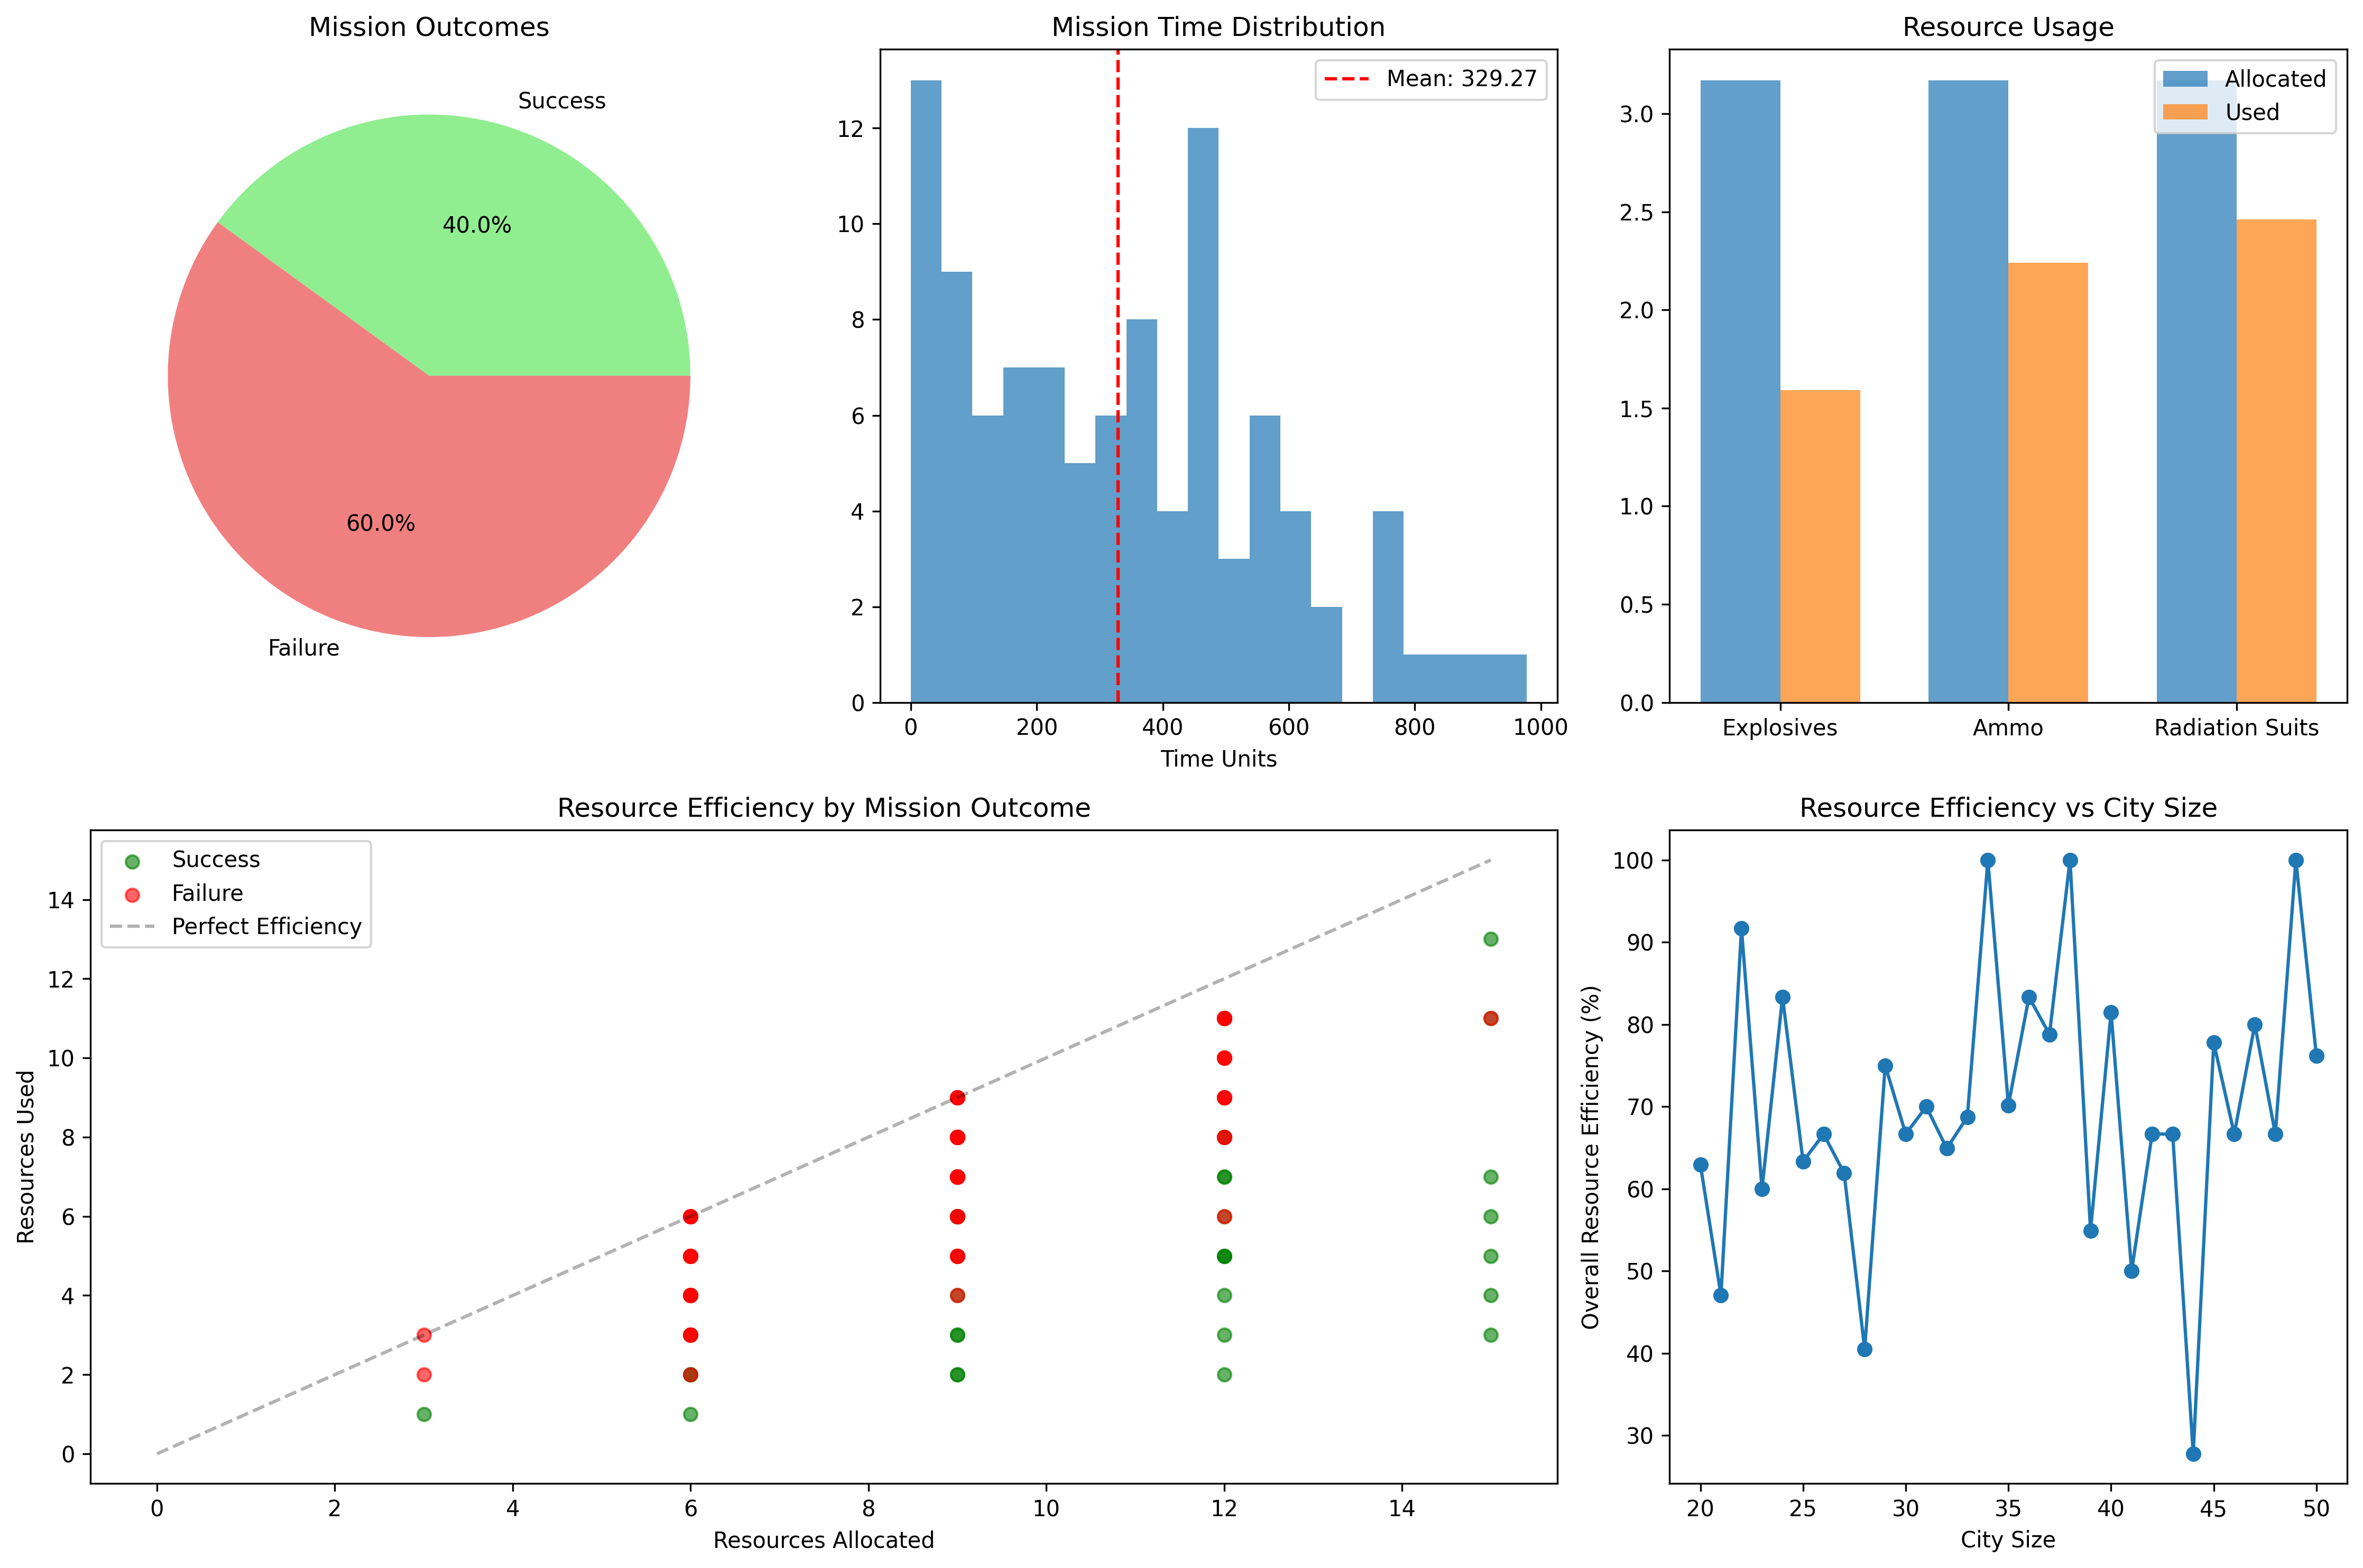 Mission Outcomes
Success
40.0%
60.0%
Failure
Mission Time Distribution
Mean: 329.27
12
10
8
6
4
2
0
0 200 400 600 800 1000
Time Units
Resource Usage
Allocated
Used
3.0
2.5
2.0
1.5
1.0
0.5
0.0
Explosives Ammo Radiation Suits
Resource Efficiency by Mission Outcome
Success
Failure
Perfect Efficiency
Resources Used
14
12
10
8
6
4
2
0
0 2 4 6 8 10 12 14
Resources Allocated
Resource Efficiency vs City Size
Overall Resource Efficiency (%)
100
90
80
70
60
50
40
30
20 25 30 35 40 45 50
City Size